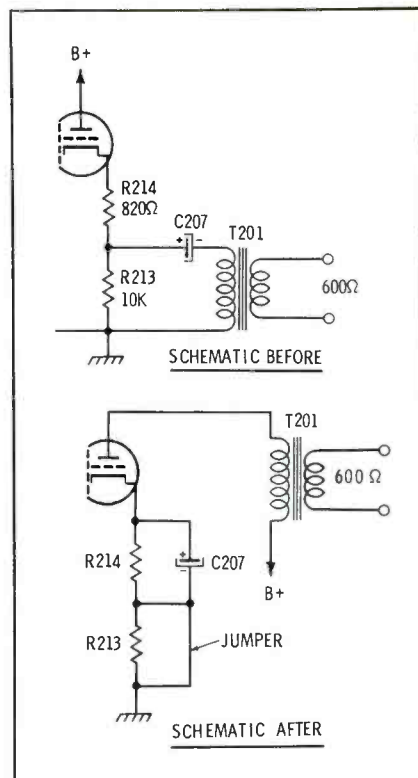 B+
R214
820Ω
C207
+ -
T201
R213
10K
600Ω
SCHEMATIC BEFORE
T201
600 Ω
R214
+
-
C207
B+
R213
JUMPER
SCHEMATIC AFTER